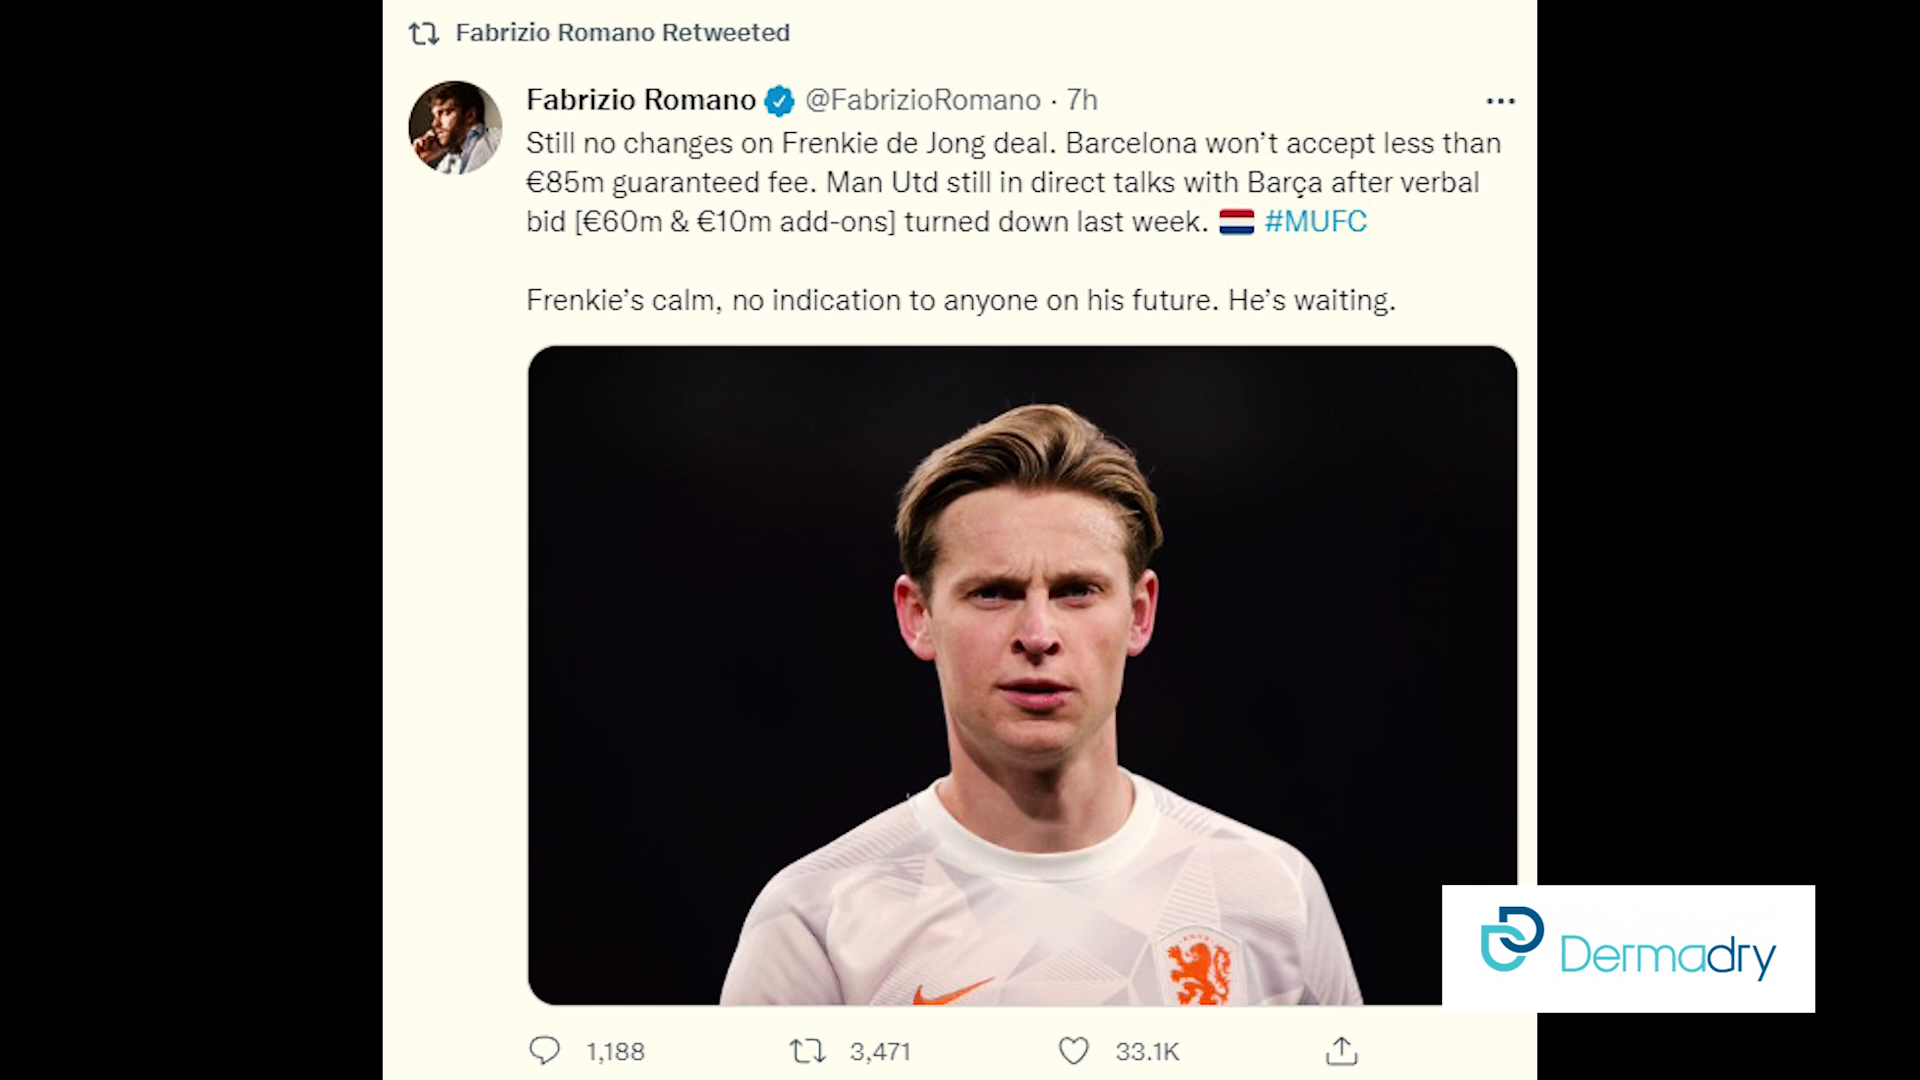 Fabrizio Romano Retweeted
Fabrizio Romano @FabrizioRomano · 7h
Still no changes on Frenkie de Jong deal. Barcelona won’t accept less than
€85m guaranteed fee. Man Utd still in direct talks with Barça after verbal
bid [€60m & €10m add-ons] turned down last week. 🇳🇱 #MUFC
Frenkie’s calm, no indication to anyone on his future. He’s waiting.
Dermadry
1,188 3,471 33.1K